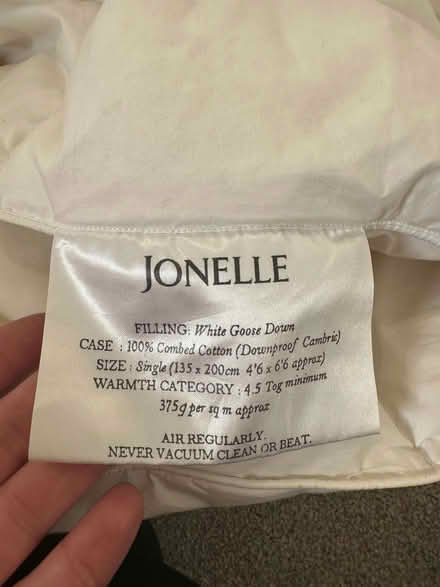 JONELLE
FILLING: White Goose Down
CASE : 100% Combed Cotton (Downproof Cambric)
SIZE : Single (135 x 200cm 4'6 x 6'6 approx)
WARMTH CATEGORY : 4.5 Tog minimum
375g per sq m approx
AIR REGULARLY.
NEVER VACUUM CLEAN OR BEAT.